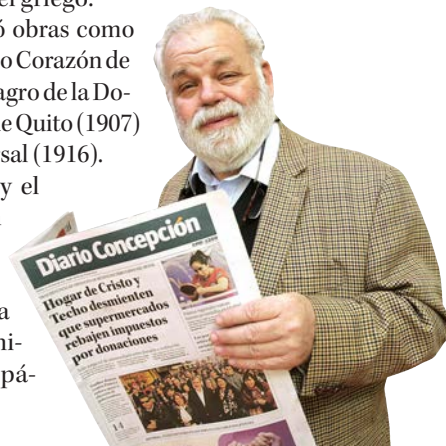 el griego.
ó obras como
o Corazón de
agro de la Do-
e Quito (1907)
sal (1916).
y el
a
ni-
pá-
Diario Concepción
Hogar de Cristo y
Techo desmienten
que supermercados
rebajen impuestos
por donaciones
14